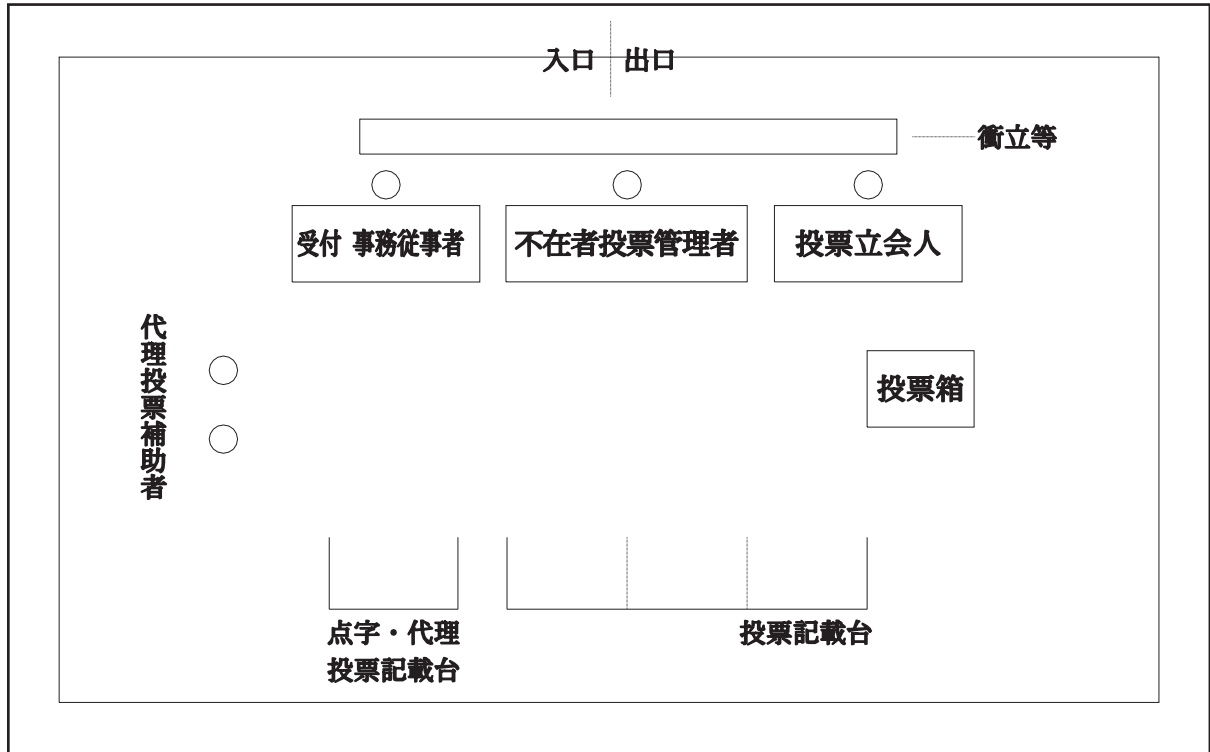 入口 出口
衝立等
受付 事務従事者
不在者投票管理者
投票立会人
代理投票補助者
投票箱
点字・代理
投票記載台
投票記載台